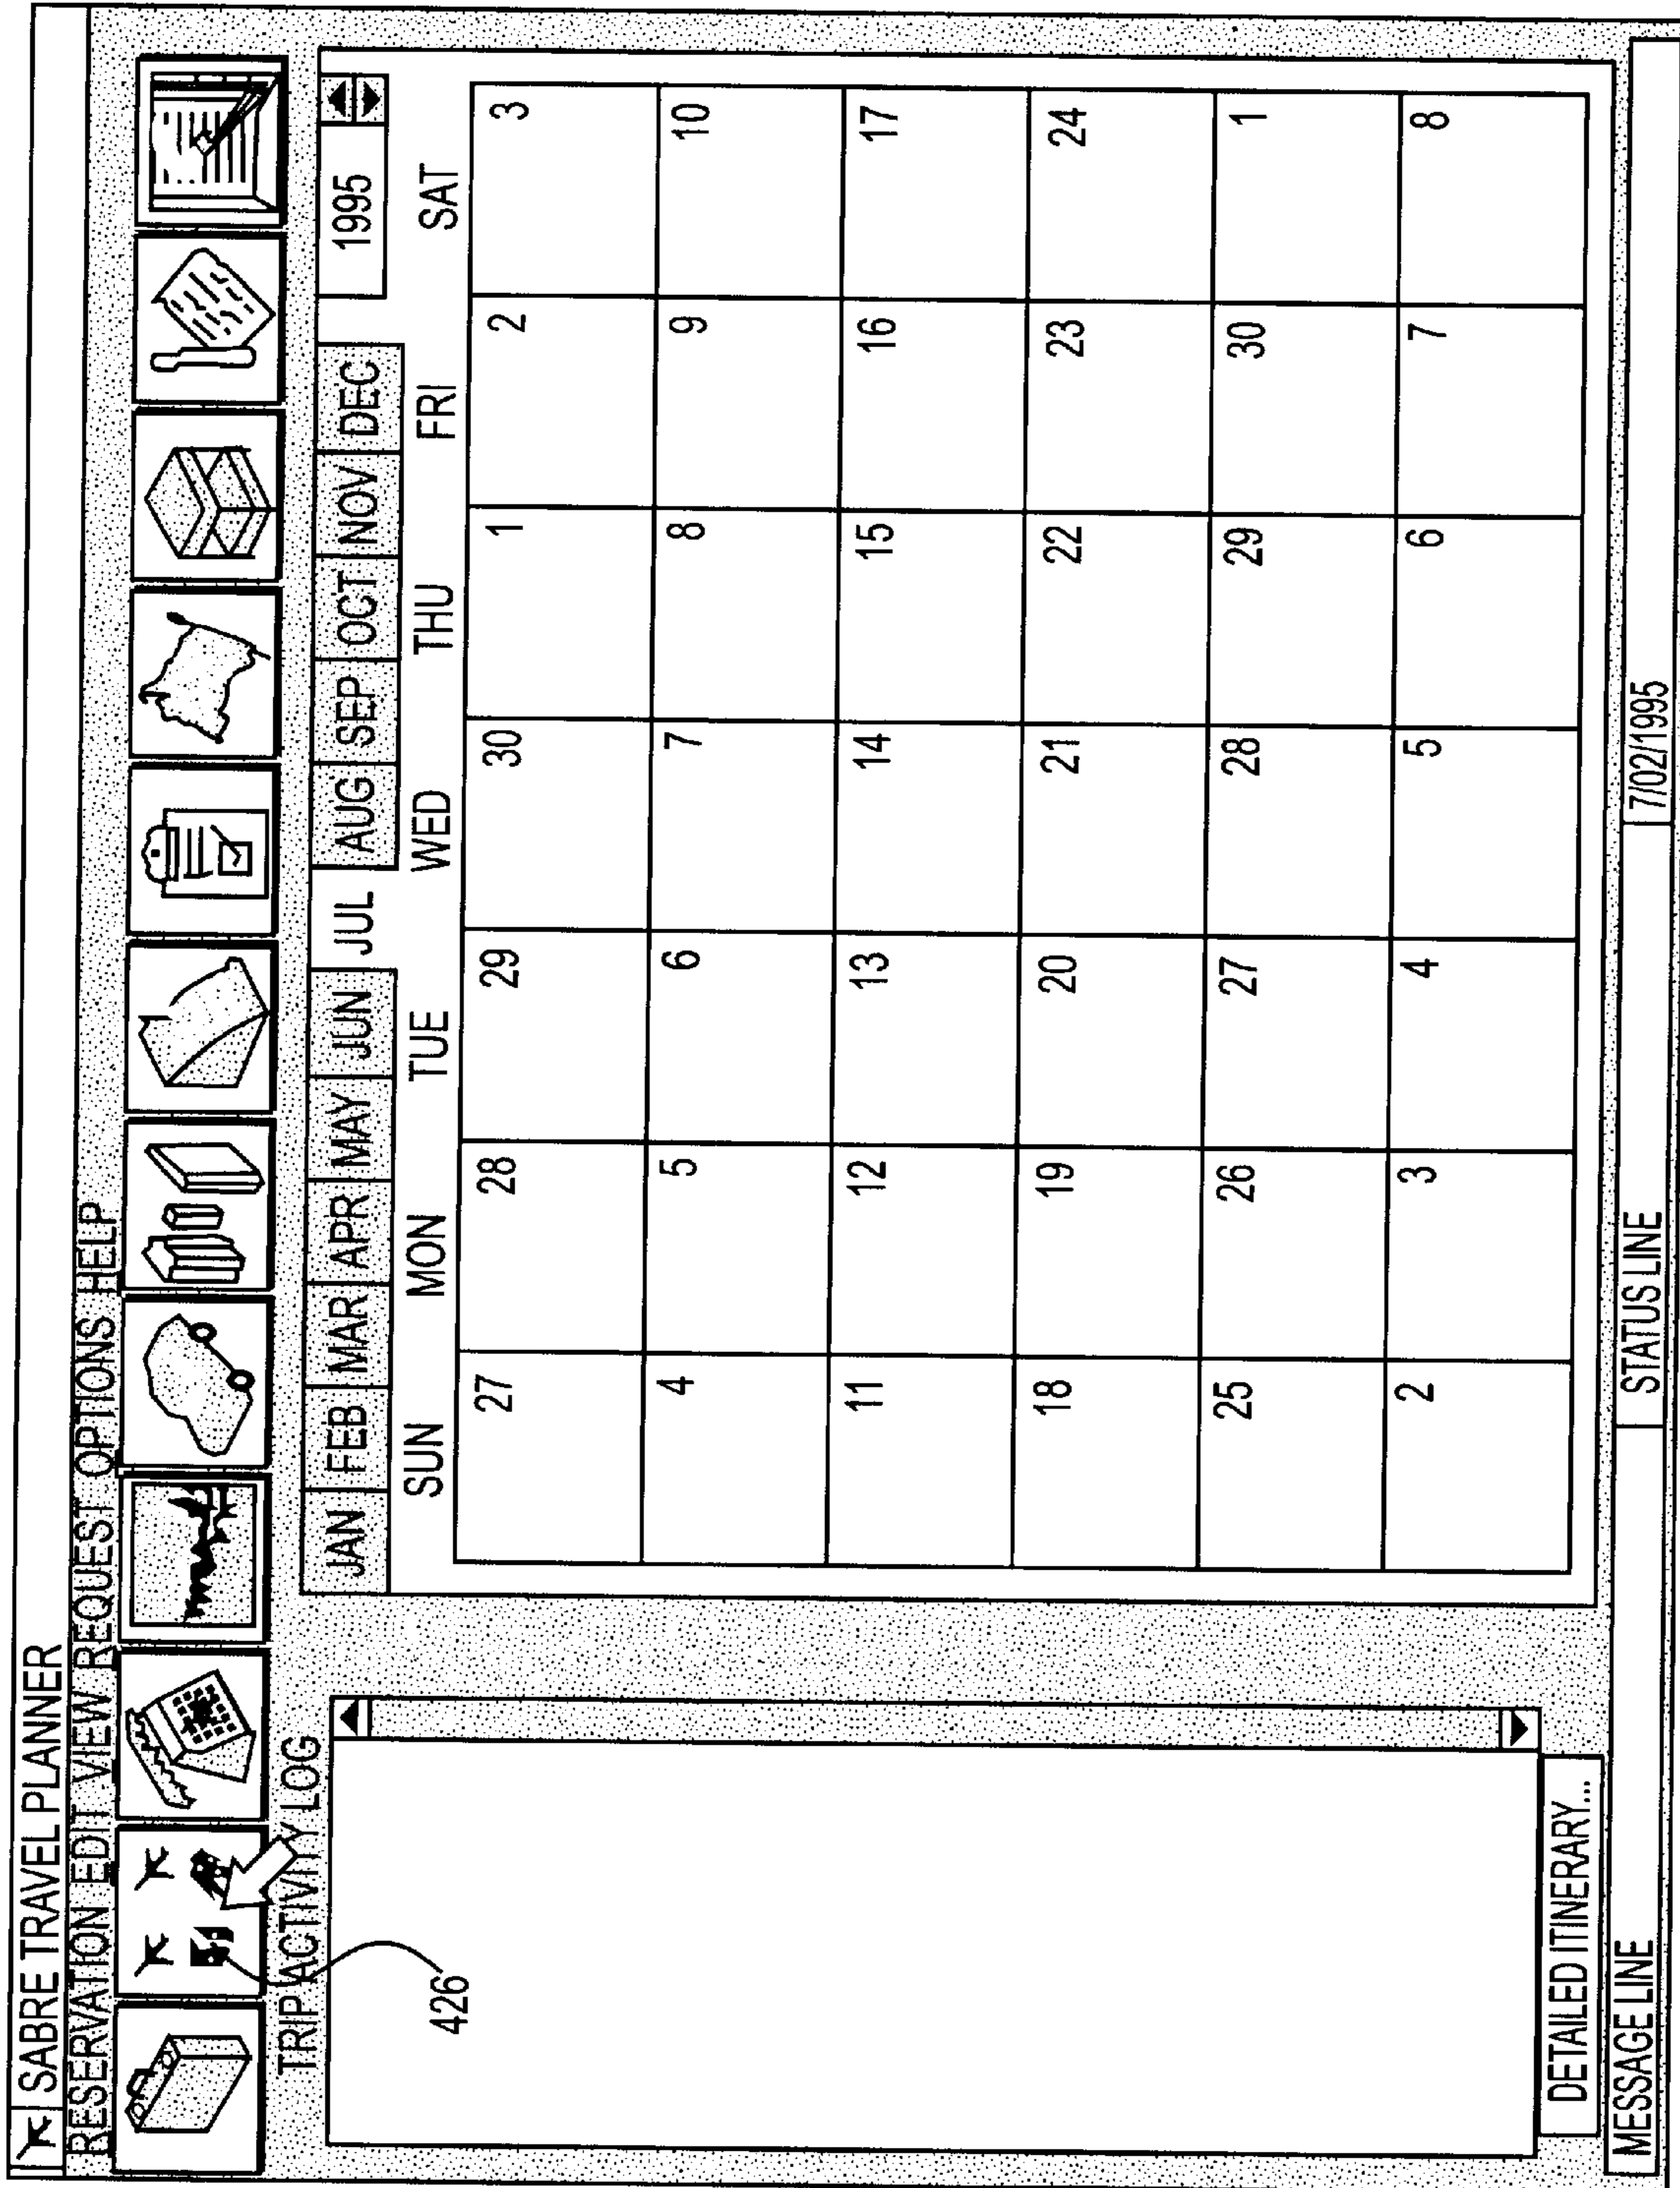 SABRE TRAVEL PLANNER
RESERVATION EDIT VIEW REQUEST OPTIONS HELP
TRIP ACTIVITY LOG
426
DETAILED ITINERARY...
JAN FEB MAR APR MAY JUN JUL AUG SEP OCT NOV DEC 1995
SUN MON TUE WED THU FRI SAT
27 28 29 30 1 2 3
4 5 6 7 8 9 10
11 12 13 14 15 16 17
18 19 20 21 22 23 24
25 26 27 28 29 30 1
2 3 4 5 6 7 8
MESSAGE LINE STATUS LINE 7/02/1995